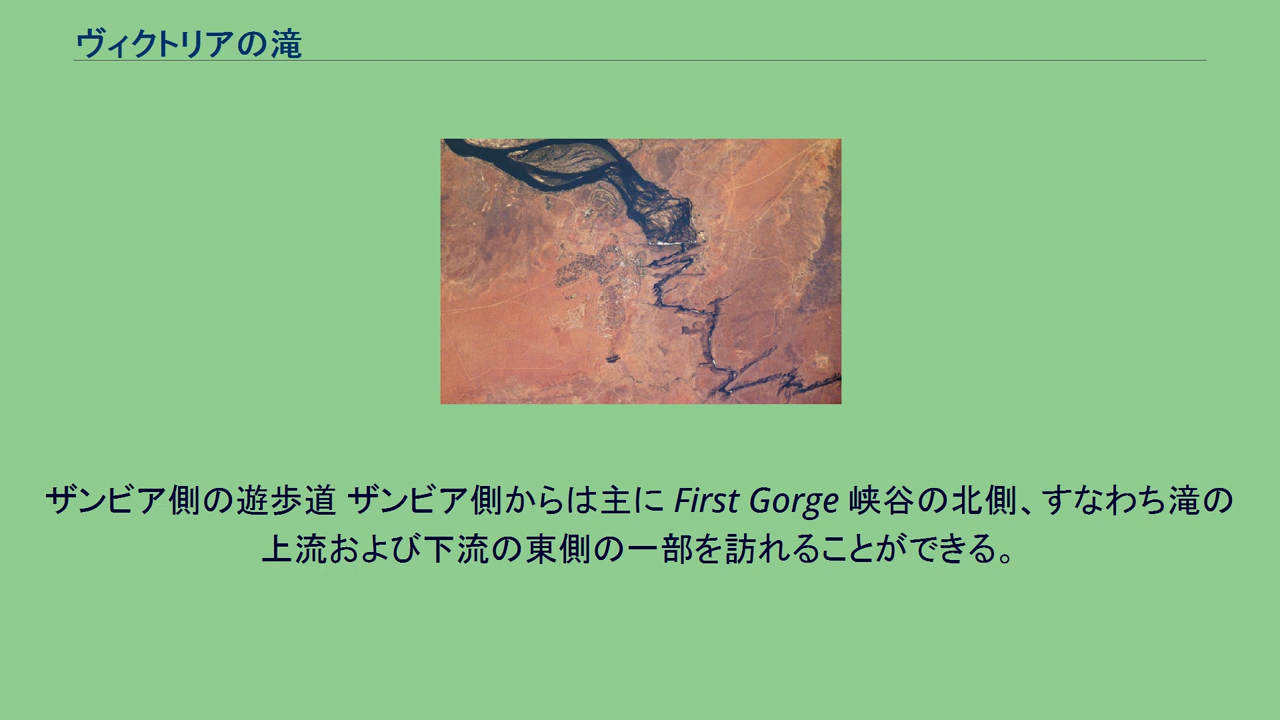 ヴィクトリアの滝
ザンビア側の遊歩道 ザンビア側からは主に First Gorge 峡谷の北側、すなわち滝の
上流および下流の東側の一部を訪れることができる。